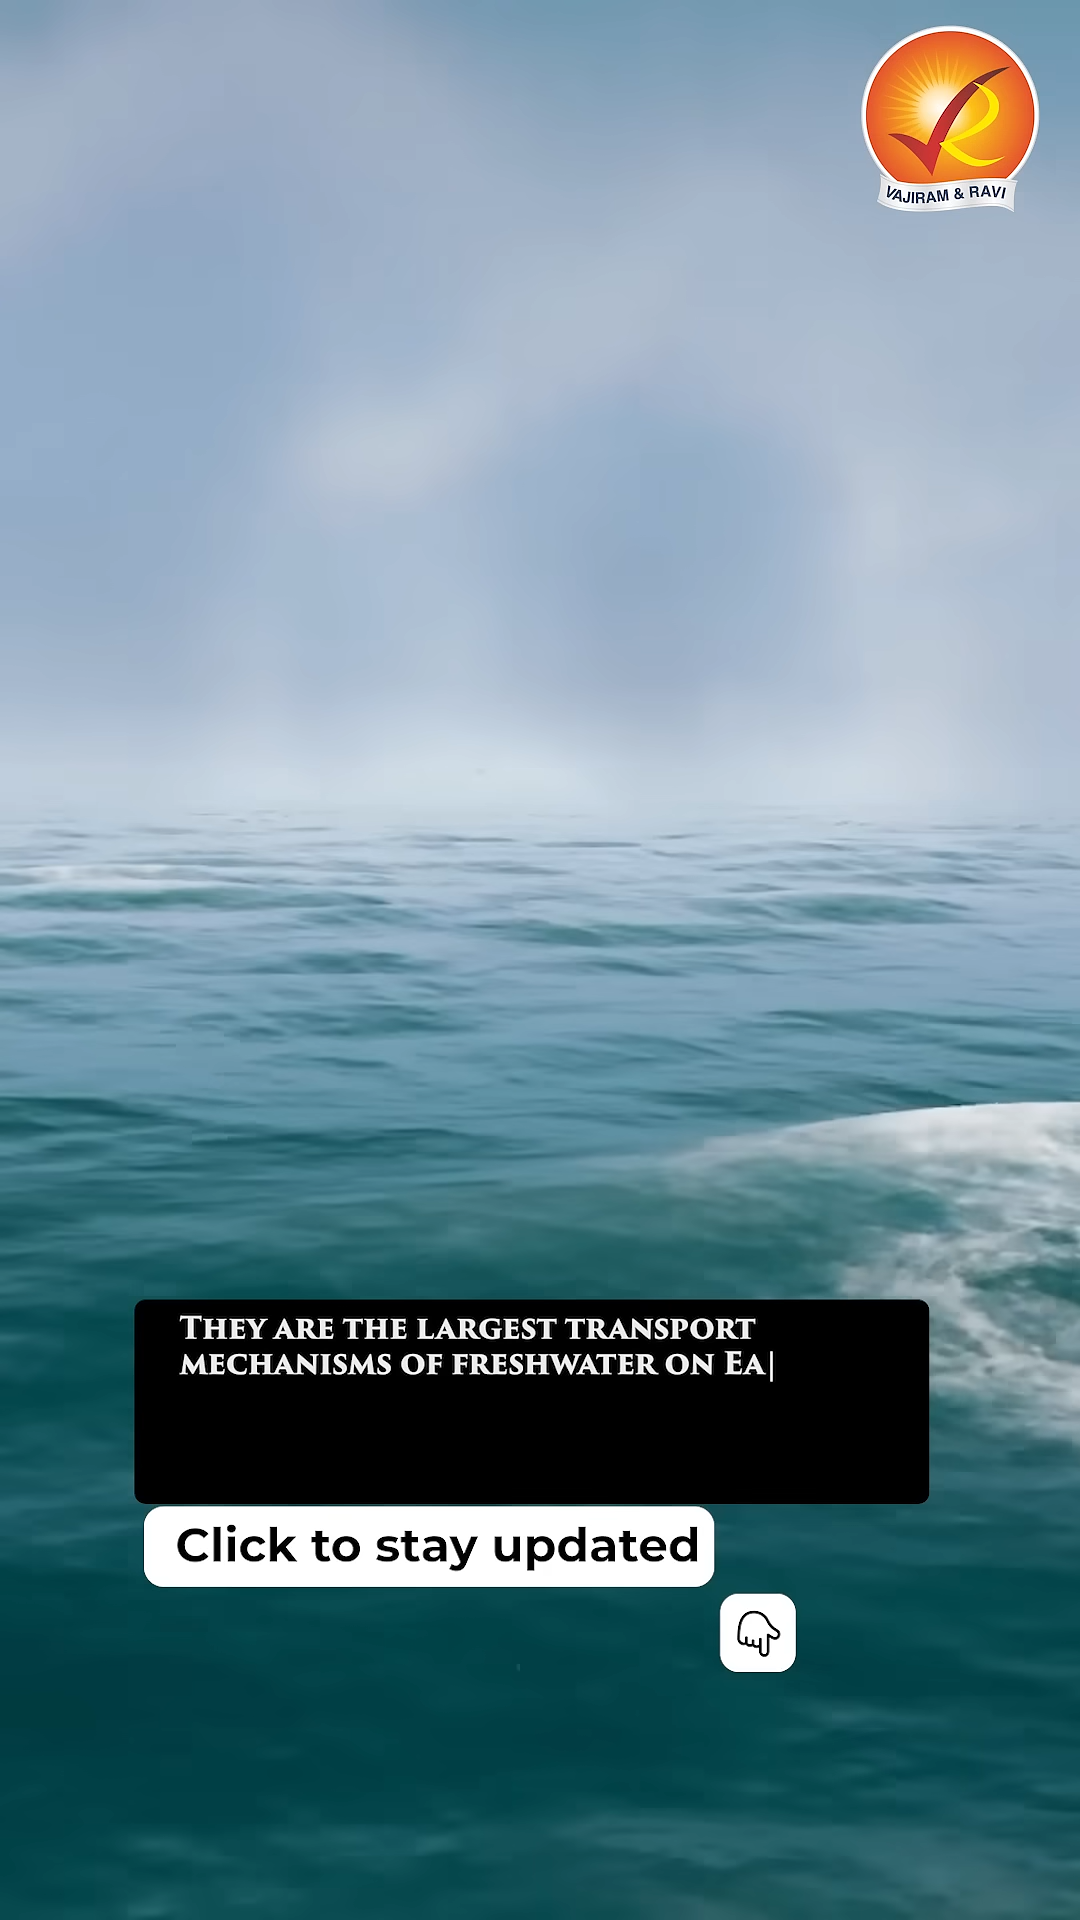 VAJIRAM & RAVI
They are the largest transport
mechanisms of freshwater on Ea|
Click to stay updated